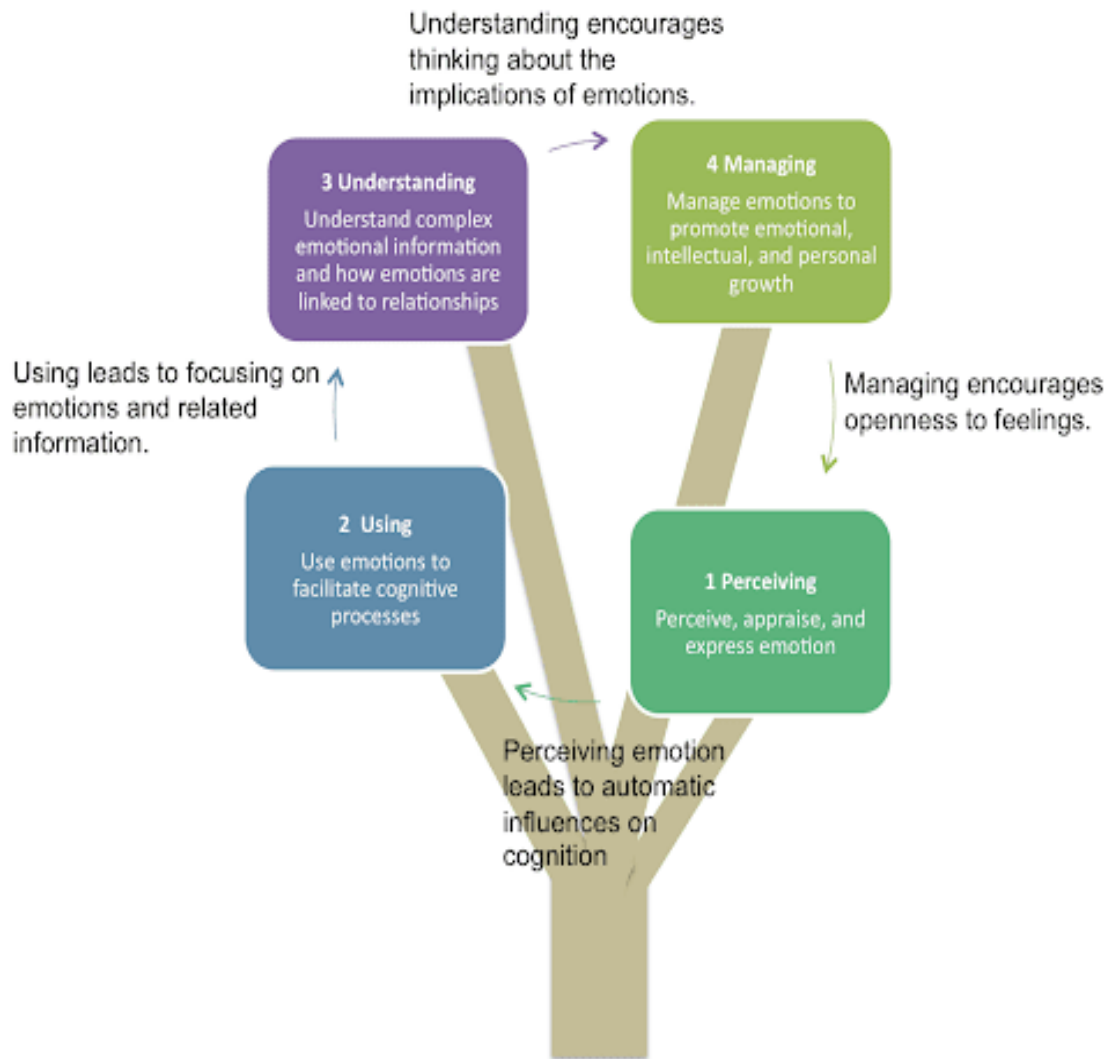 Understanding encourages
thinking about the
implications of emotions.
3 Understanding
Understand complex
emotional information
and how emotions are
linked to relationships
4 Managing
Manage emotions to
promote emotional,
intellectual, and personal
growth
Using leads to focusing on
emotions and related
information.
Managing encourages
openness to feelings.
2 Using
Use emotions to
facilitate cognitive
processes
1 Perceiving
Perceive, appraise, and
express emotion
Perceiving emotion
leads to automatic
influences on
cognition